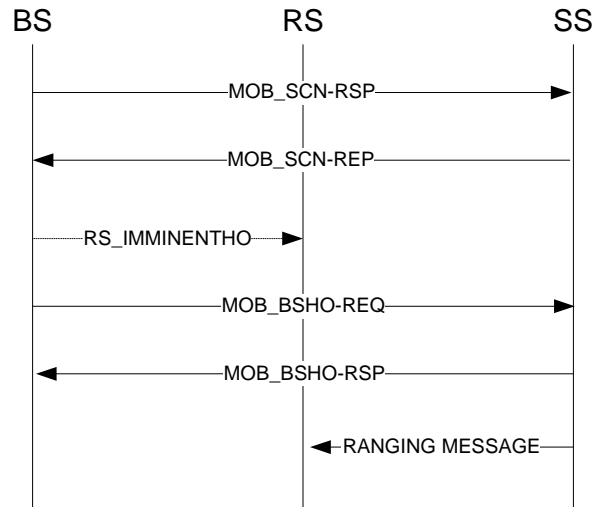 BS RS SS
MOB_SCN-RSP
MOB_SCN-REP
RS_IMMINENTHO
MOB_BSHO-REQ
MOB_BSHO-RSP
RANGING MESSAGE